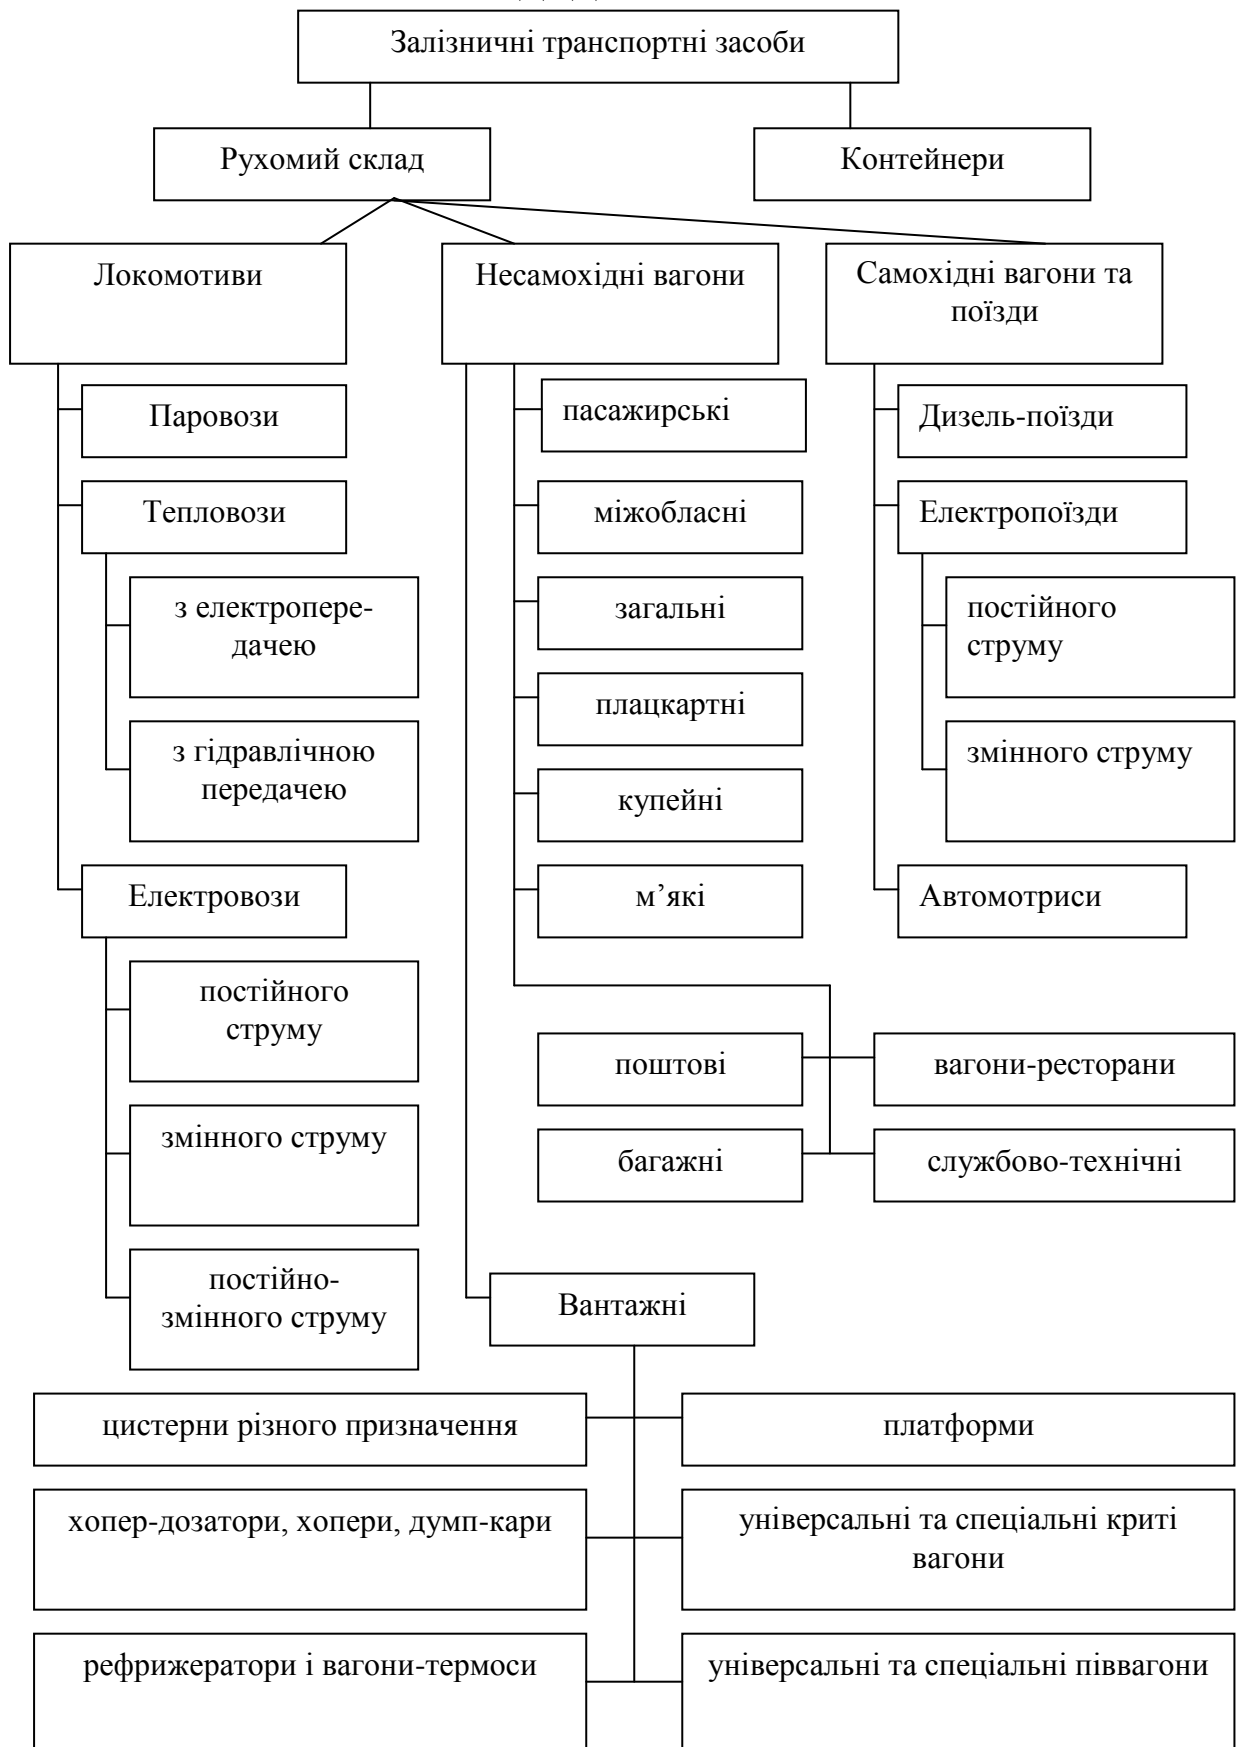 Залізничні транспортні засоби
Рухомий склад
Контейнери
Локомотиви
Несамохідні вагони
Самохідні вагони та
поїзди
Паровози
Тепловози
з електропере-
дачею
з гідравлічною
передачею
Електровози
постійного
струму
змінного струму
постійно-
змінного струму
пасажирські
міжобласні
загальні
плацкартні
купейні
м’які
поштові
вагони-ресторани
багажні
службово-технічні
Дизель-поїзди
Електропоїзди
постійного
струму
змінного струму
Автомотриси
Вантажні
цистерни різного призначення
платформи
хопер-дозатори, хопери, думп-кари
універсальні та спеціальні криті
вагони
рефрижератори і вагони-термоси
універсальні та спеціальні піввагони